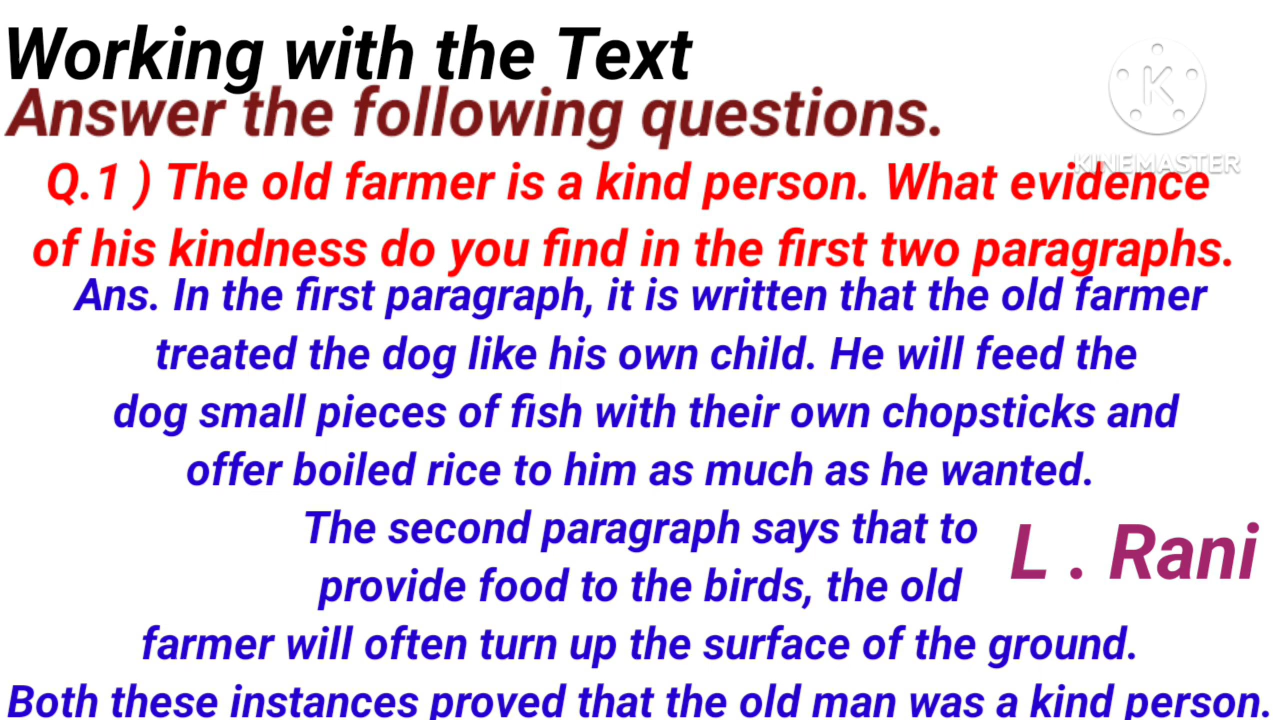 Working with the Text
Answer the following questions.
KINEMASTER
Q.1 ) The old farmer is a kind person. What evidence
of his kindness do you find in the first two paragraphs.
Ans. In the first paragraph, it is written that the old farmer
treated the dog like his own child. He will feed the
dog small pieces of fish with their own chopsticks and
offer boiled rice to him as much as he wanted.
The second paragraph says that to
provide food to the birds, the old
L . Rani
farmer will often turn up the surface of the ground.
Both these instances proved that the old man was a kind person.